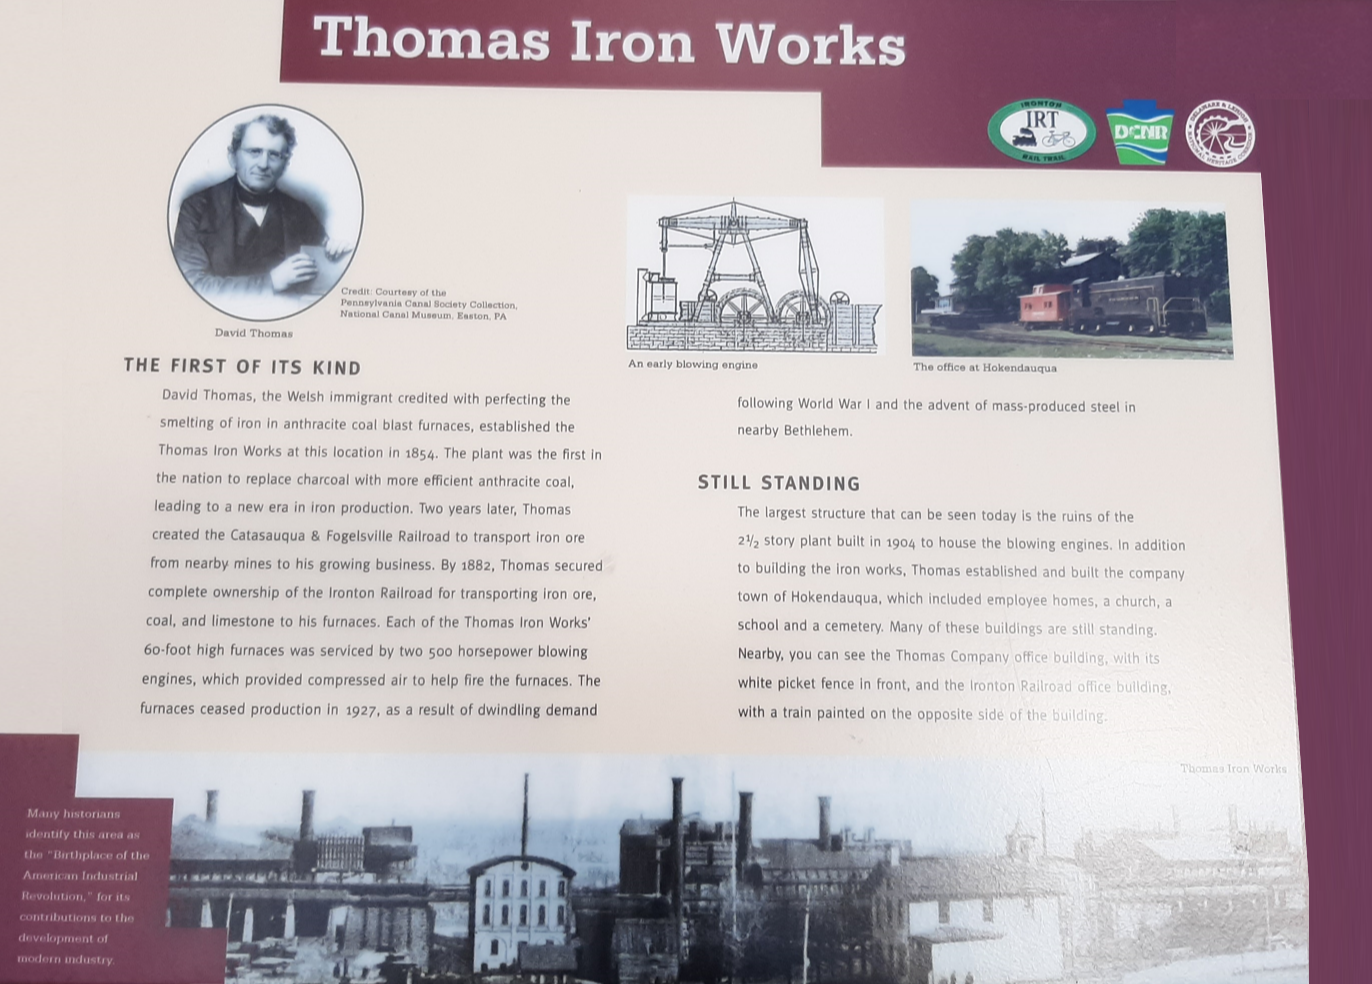 Thomas Iron Works
IRONTON
IRT
RAIL TRAIL
DCNR
DELAWARE & LEHIGH
NATIONAL HERITAGE CORRIDOR
Credit: Courtesy of the
Pennsylvania Canal Society Collection,
National Canal Museum, Easton, PA
David Thomas
An early blowing engine
The office at Hokendauqua
THE FIRST OF ITS KIND
David Thomas, the Welsh immigrant credited with perfecting the
smelting of iron in anthracite coal blast furnaces, established the
Thomas Iron Works at this location in 1854. The plant was the first in
the nation to replace charcoal with more efficient anthracite coal,
leading to a new era in iron production. Two years later, Thomas
created the Catasauqua & Fogelsville Railroad to transport iron ore
from nearby mines to his growing business. By 1882, Thomas secured
complete ownership of the Ironton Railroad for transporting iron ore,
coal, and limestone to his furnaces. Each of the Thomas Iron Works'
60-foot high furnaces was serviced by two 500 horsepower blowing
engines, which provided compressed air to help fire the furnaces. The
furnaces ceased production in 1927, as a result of dwindling demand
following World War I and the advent of mass-produced steel in
nearby Bethlehem.
STILL STANDING
The largest structure that can be seen today is the ruins of the
2½ story plant built in 1904 to house the blowing engines. In addition
to building the iron works, Thomas established and built the company
town of Hokendauqua, which included employee homes, a church, a
school and a cemetery. Many of these buildings are still standing.
Nearby, you can see the Thomas Company office building, with its
white picket fence in front, and the Ironton Railroad office building,
with a train painted on the opposite side of the building.
Thomas Iron Works
Many historians
identify this area as
the "Birthplace of the
American Industrial
Revolution," for its
contributions to the
development of
modern industry.